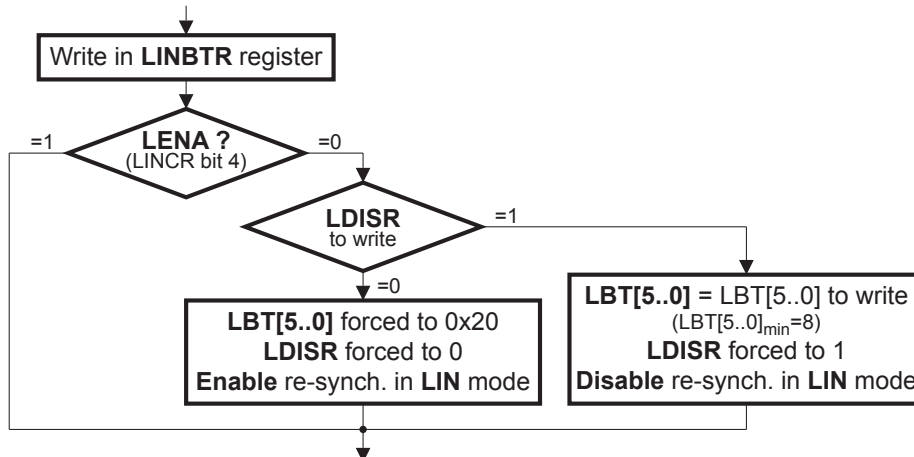 Write in LINBTR register
LENA ?
(LINCR bit 4)
=1
=0
LDISR
to write
=1
=0
LBT[5..0] forced to 0x20
LDISR forced to 0
Enable re-synch. in LIN mode
LBT[5..0] = LBT[5..0] to write
(LBT[5..0]min=8)
LDISR forced to 1
Disable re-synch. in LIN mode